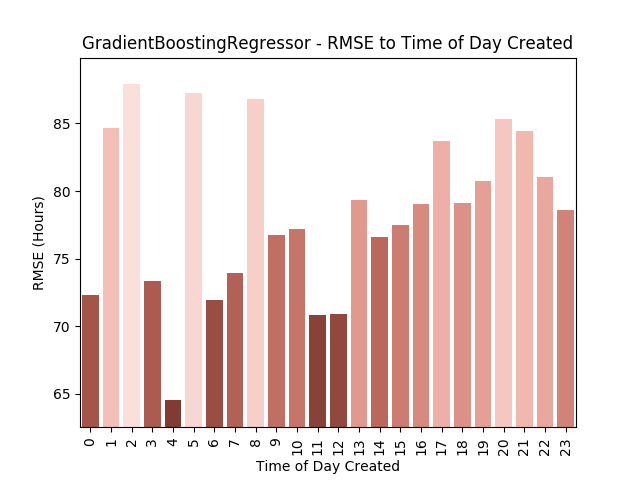 GradientBoostingRegressor - RMSE to Time of Day Created
85
80
75
70
65
RMSE (Hours)
0 1 2 3 4 5 6 7 8 9 10 11 12 13 14 15 16 17 18 19 20 21 22 23
Time of Day Created